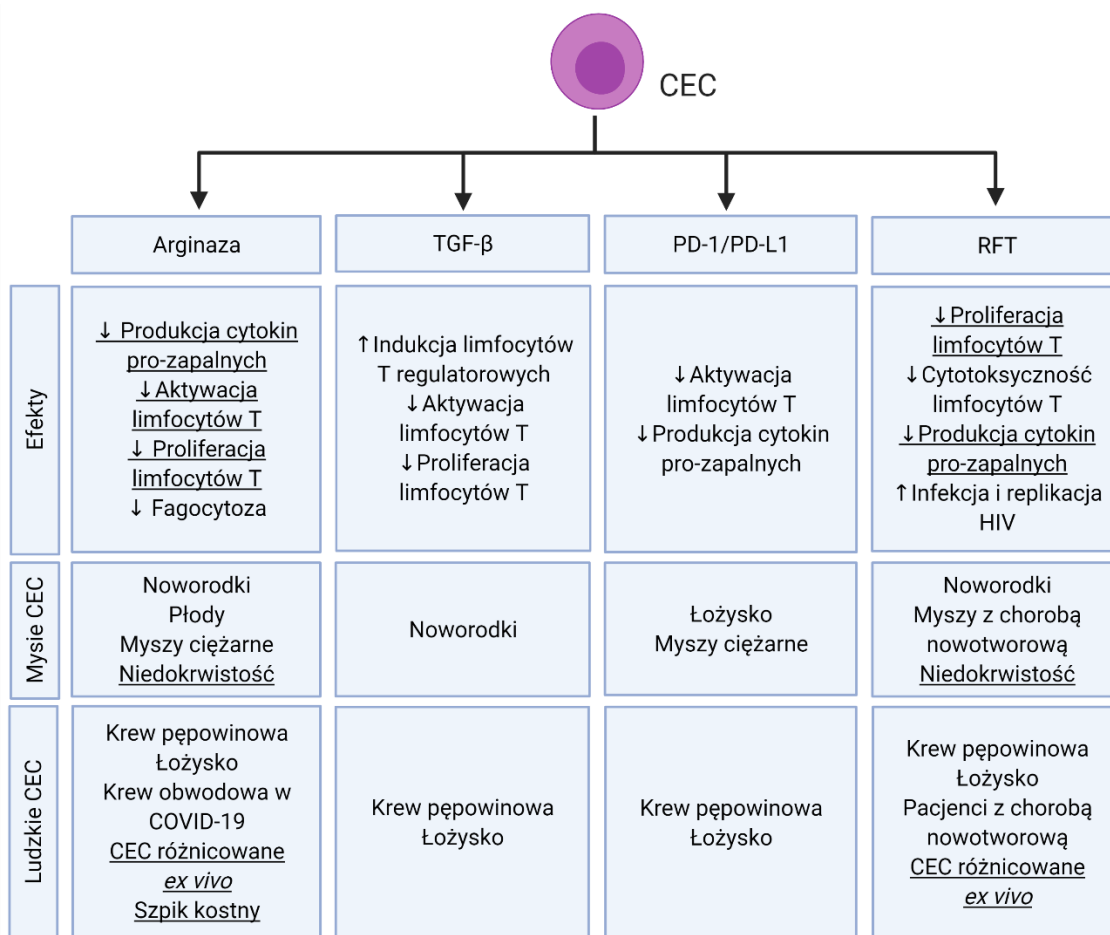 CEC
Arginaza
TGF-β
PD-1/PD-L1
RFT
Efekty
↓ Produkcja cytokin
pro-zapalnych
↓Aktywacja
limfocytów T
↓ Proliferacja
limfocytów T
↓ Fagocytoza
↑Indukcja limfocytów
T regulatorowych
↓Aktywacja
limfocytów T
↓Proliferacja
limfocytów T
↓Aktywacja
limfocytów T
↓Produkcja cytokin
pro-zapalnych
↓Proliferacja
limfocytów T
↓Cytotoksyczność
limfocytów T
↓Produkcja cytokin
pro-zapalnych
↑Infekcja i replikacja
HIV
Mysie CEC
Noworodki
Płody
Myszy ciężarne
Niedokrwistość
Noworodki
Łożysko
Myszy ciężarne
Noworodki
Myszy z chorobą
nowotworową
Niedokrwistość
Ludzkie CEC
Krew pępowinowa
Łożysko
Krew obwodowa w
COVID-19
CEC różnicowane
ex vivo
Szpik kostny
Krew pępowinowa
Łożysko
Krew pępowinowa
Łożysko
Krew pępowinowa
Łożysko
Pacjenci z chorobą
nowotworową
CEC różnicowane
ex vivo